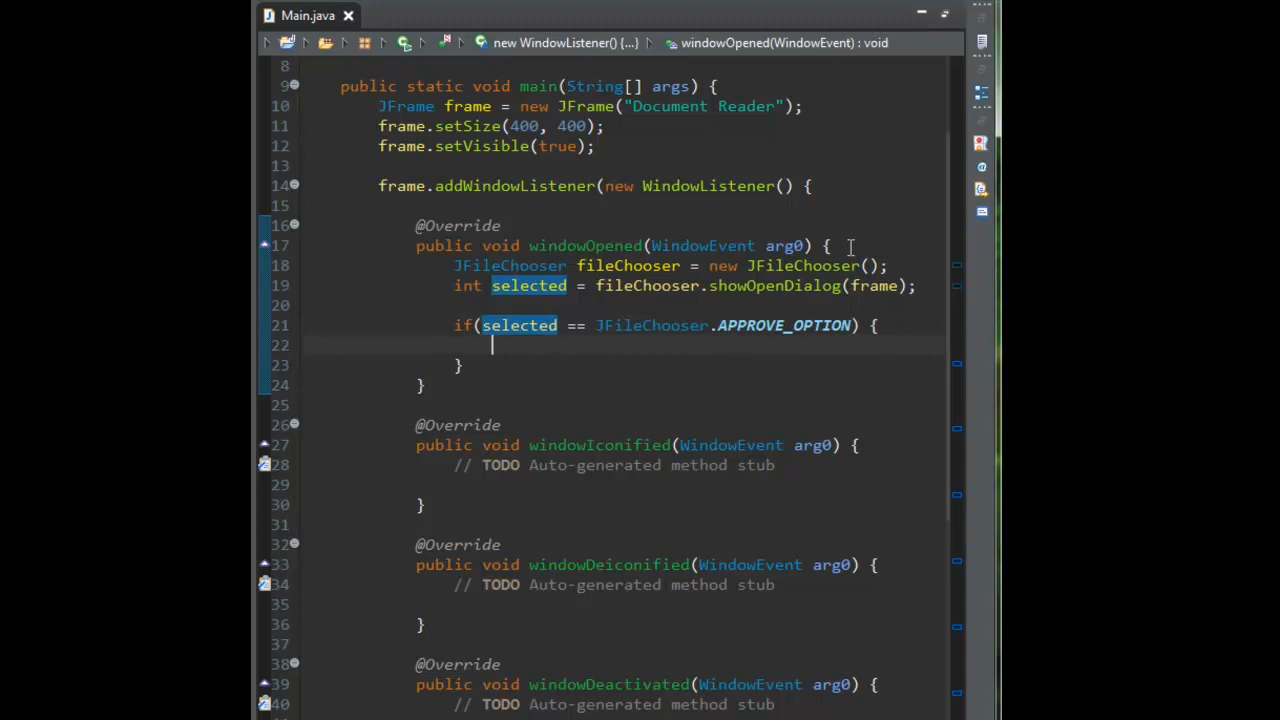 Main.java
new WindowListener() {...}
windowOpened(WindowEvent) : void
8
9 public static void main(String[] args) {
10 JFrame frame = new JFrame("Document Reader");
11 frame.setSize(400, 400);
12 frame.setVisible(true);
13
14 frame.addWindowListener(new WindowListener() {
15
16 @Override
17 public void windowOpened(WindowEvent arg0) {
18 JFileChooser fileChooser = new JFileChooser();
19 int selected = fileChooser.showOpenDialog(frame);
20
21 if(selected == JFileChooser.APPROVE_OPTION) {
22
23 }
24 }
25
26 @Override
27 public void windowIconified(WindowEvent arg0) {
28 // TODO Auto-generated method stub
29
30 }
31
32 @Override
33 public void windowDeiconified(WindowEvent arg0) {
34 // TODO Auto-generated method stub
35
36 }
37
38 @Override
39 public void windowDeactivated(WindowEvent arg0) {
40 // TODO Auto-generated method stub